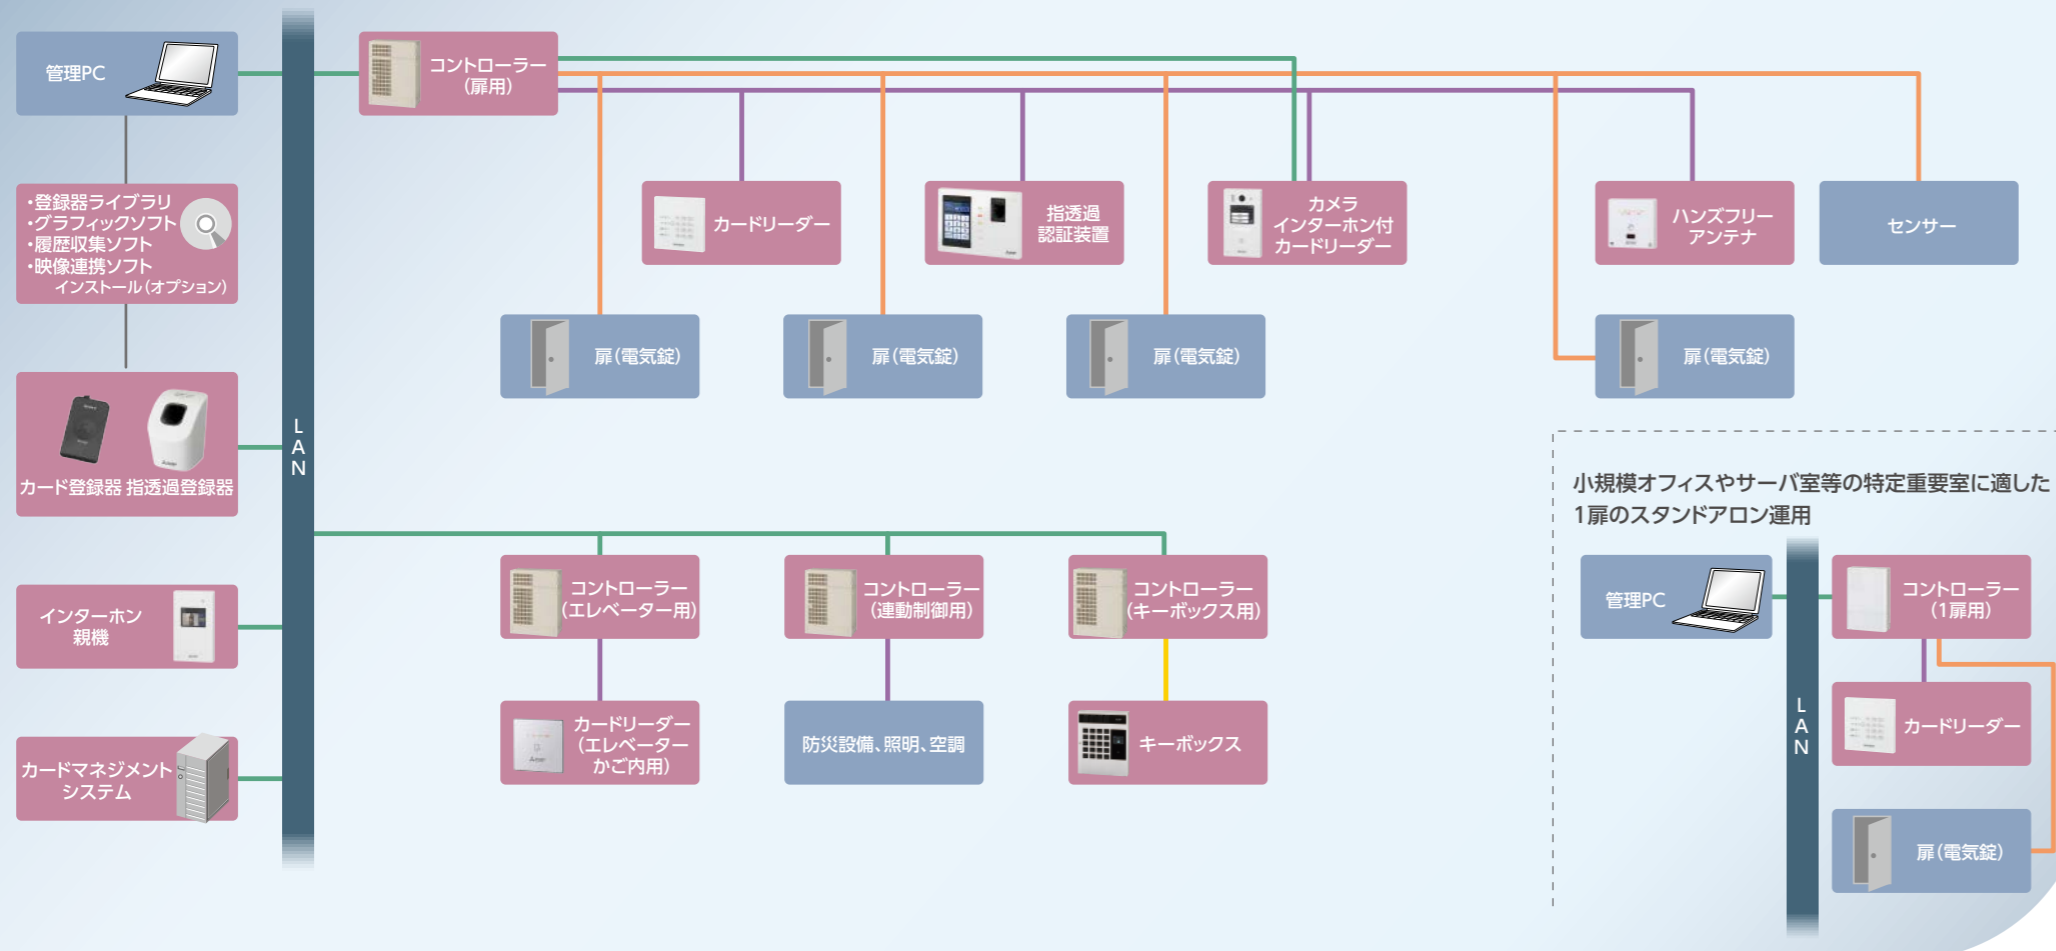 管理PC
・登録器ライブラリ
・グラフィックソフト
・履歴収集ソフト
・映像連携ソフト
インストール(オプション)
カード登録器 指透過登録器
インターホン
親機
カードマネジメント
システム
LAN
コントローラー
(扉用)
カードリーダー
指透過
認証装置
カメラ
インターホン付
カードリーダー
ハンズフリー
アンテナ
センサー
扉(電気錠)
扉(電気錠)
扉(電気錠)
扉(電気錠)
コントローラー
(エレベーター用)
コントローラー
(連動制御用)
コントローラー
(キーボックス用)
カードリーダー
(エレベーター
かご内用)
防災設備、照明、空調
キーボックス
小規模オフィスやサーバ室等の特定重要室に適した
1扉のスタンドアロン運用
管理PC
LAN
コントローラー
(1扉用)
カードリーダー
扉(電気錠)